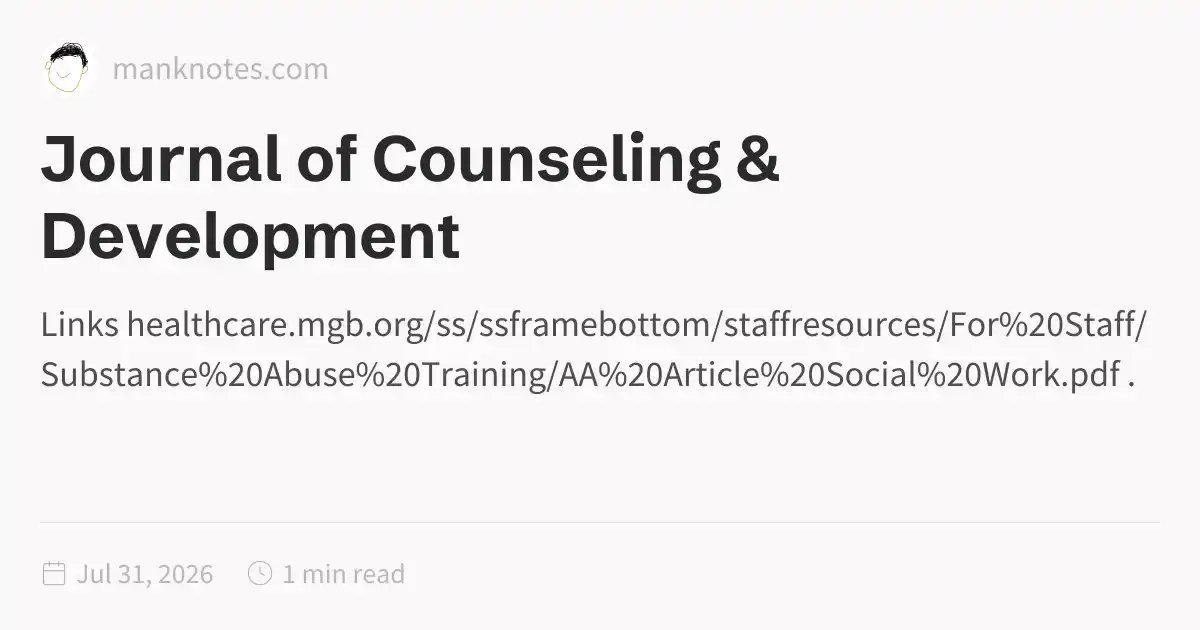 manknotes.com
Journal of Counseling &
Development
Links healthcare.mgb.org/ss/ssframebottom/staffresources/For%20Staff/
Substance%20Abuse%20Training/AA%20Article%20Social%20Work.pdf .
Jul 31, 2026 1 min read